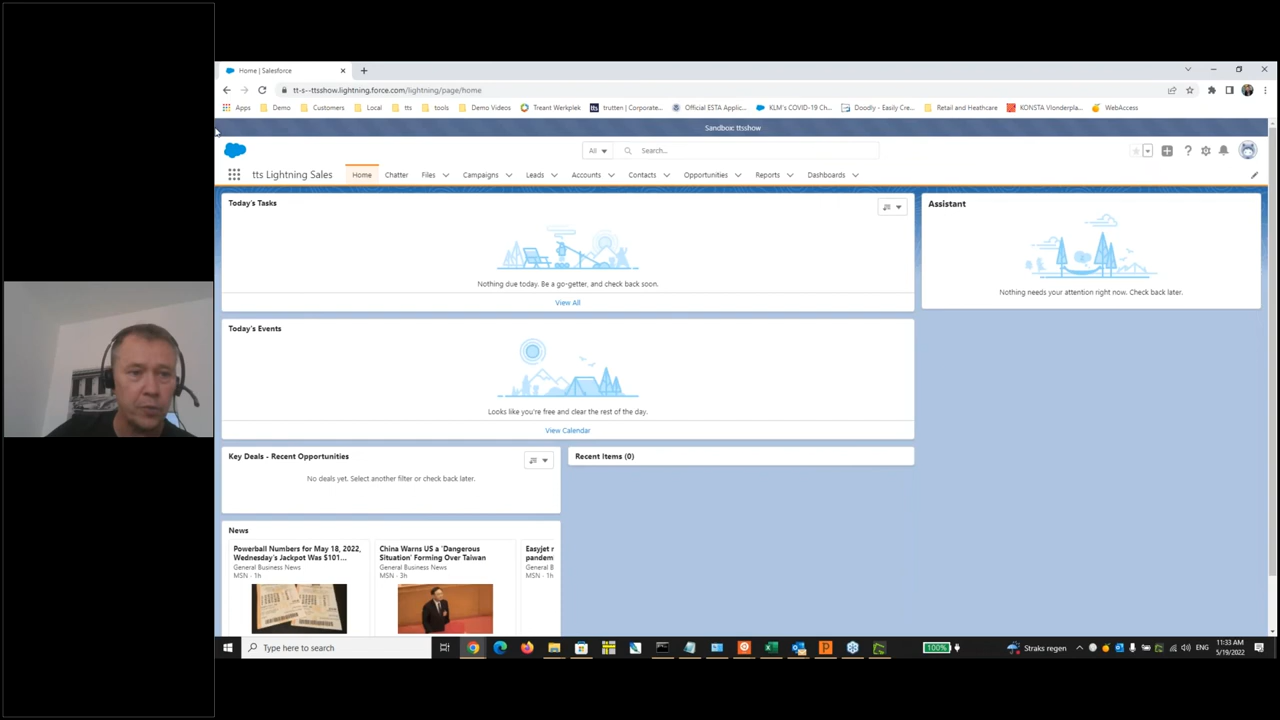 Home | Salesforce
tt-s--ttsshow.lightning.force.com/lightning/page/home
Apps Demo Customers Local tts tools Demo Videos Treant Werkplek trutten | Corporate... Official ESTA Applic... KLM's COVID-19 Ch... Doodly - Easily Cre... Retail and Heathcare KONSTA Vlonderpla... WebAccess
Sandbox: ttsshow
All Search...
tts Lightning Sales Home Chatter Files Campaigns Leads Accounts Contacts Opportunities Reports Dashboards
Today's Tasks
Nothing due today. Be a go-getter, and check back soon.
View All
Assistant
Nothing needs your attention right now. Check back later.
Today's Events
Looks like you're free and clear the rest of the day.
View Calendar
Key Deals - Recent Opportunities
No deals yet. Select another filter or check back later.
Recent Items (0)
News
Powerball Numbers for May 18, 2022,
Wednesday's Jackpot Was $101...
General Business News
MSN - 1h
China Warns US a 'Dangerous
Situation' Forming Over Taiwan
General Business News
MSN - 3h
Easyjet r
pandem
General B
MSN - 1h
Type here to search
100%
Straks regen
ENG
11:33 AM
5/19/2022